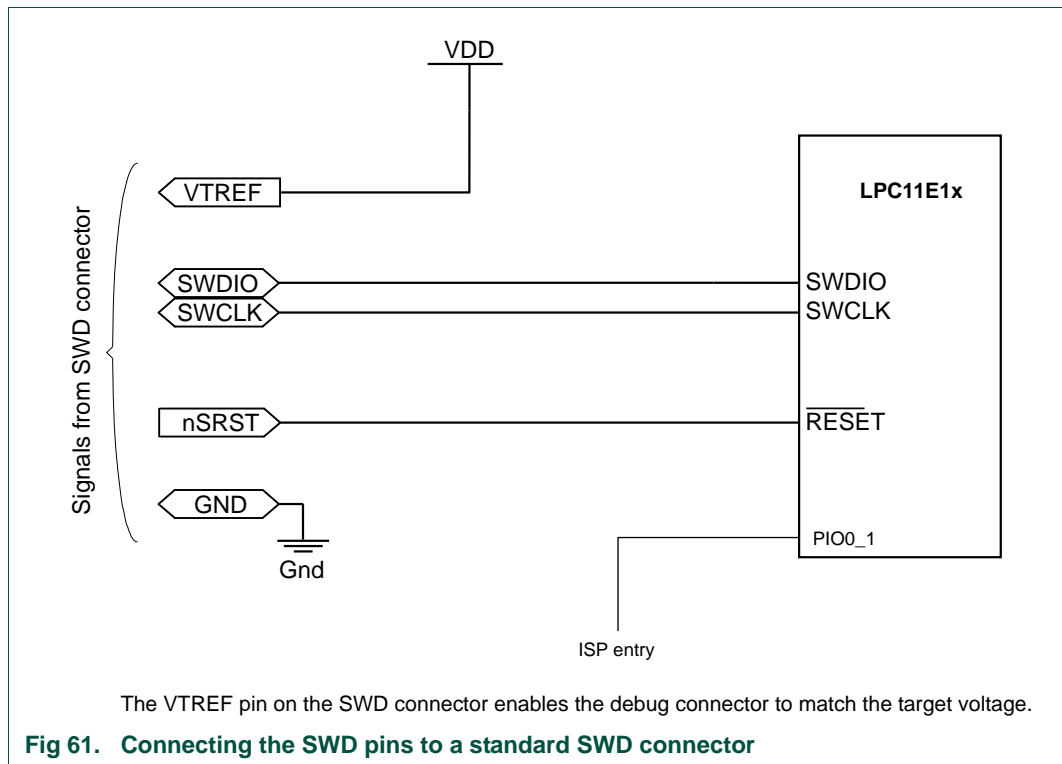 VDD
VTREF
LPC11E1x
SWDIO
SWDIO
SWCLK
SWCLK
Signals from SWD connector
nSRST
RESET
GND
Gnd
PIO0_1
ISP entry
The VTREF pin on the SWD connector enables the debug connector to match the target voltage.
Fig 61. Connecting the SWD pins to a standard SWD connector